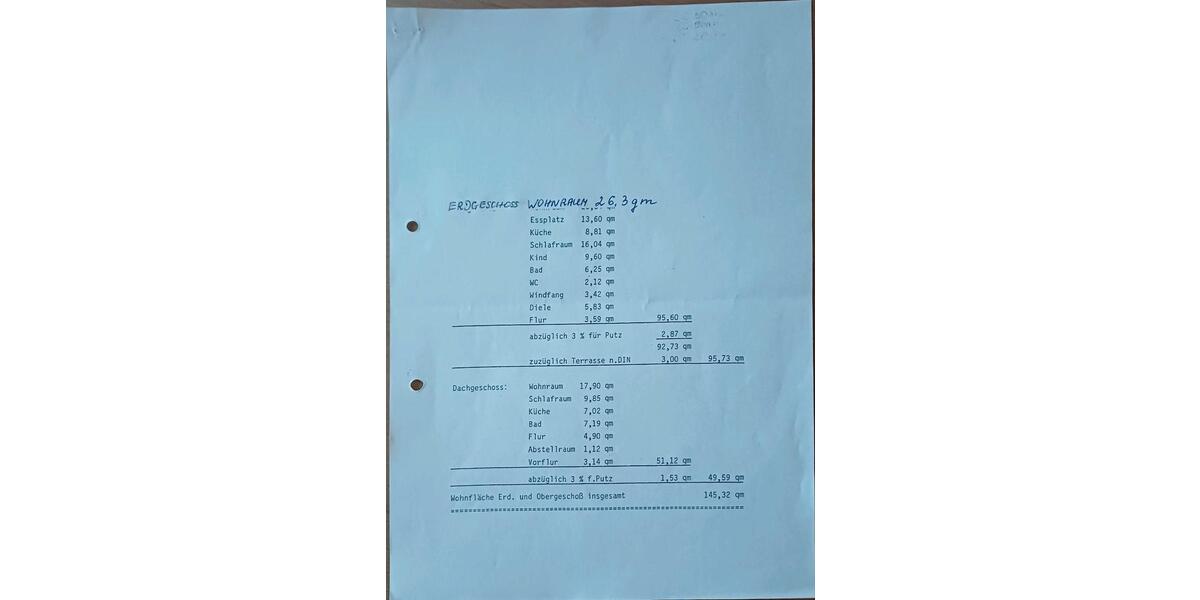 ERDGESCHOSS WOHNRAUM 26,3 qm
Essplatz 13,60 qm
Küche 8,81 qm
Schlafraum 16,04 qm
Kind 9,60 qm
Bad 6,25 qm
WC 2,12 qm
Windfang 3,42 qm
Diele 5,83 qm
Flur 3,59 qm 95,60 qm
abzüglich 3 % für Putz 2,87 qm
92,73 qm
zuzüglich Terrasse n.DIN 3,00 qm 95,73 qm
Dachgeschoss: Wohnraum 17,90 qm
Schlafraum 9,85 qm
Küche 7,02 qm
Bad 7,19 qm
Flur 4,90 qm
Abstellraum 1,12 qm
Vorflur 3,14 qm 51,12 qm
abzüglich 3 % f.Putz 1,53 qm 49,59 qm
Wohnfläche Erd. und Obergeschoß insgesamt 145,32 qm